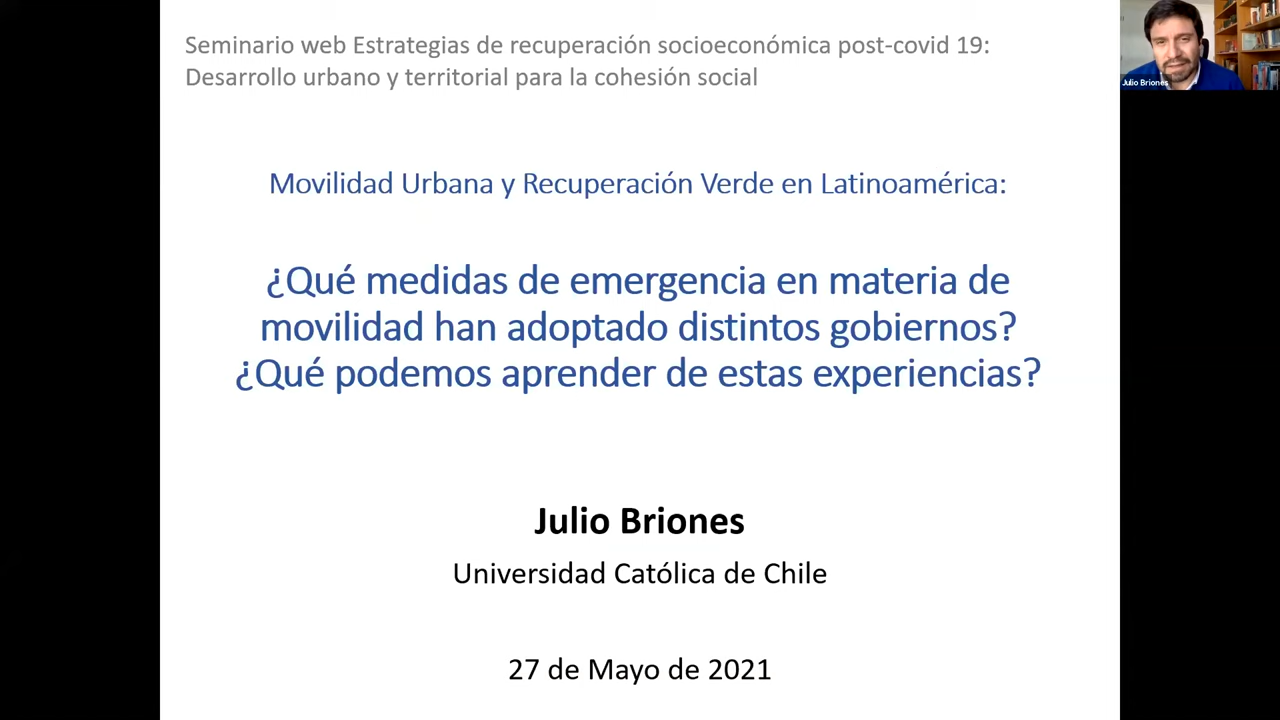 Seminario web Estrategias de recuperación socioeconómica post-covid 19:
Desarrollo urbano y territorial para la cohesión social
Julio Briones
Movilidad Urbana y Recuperación Verde en Latinoamérica:
¿Qué medidas de emergencia en materia de
movilidad han adoptado distintos gobiernos?
¿Qué podemos aprender de estas experiencias?
Julio Briones
Universidad Católica de Chile
27 de Mayo de 2021